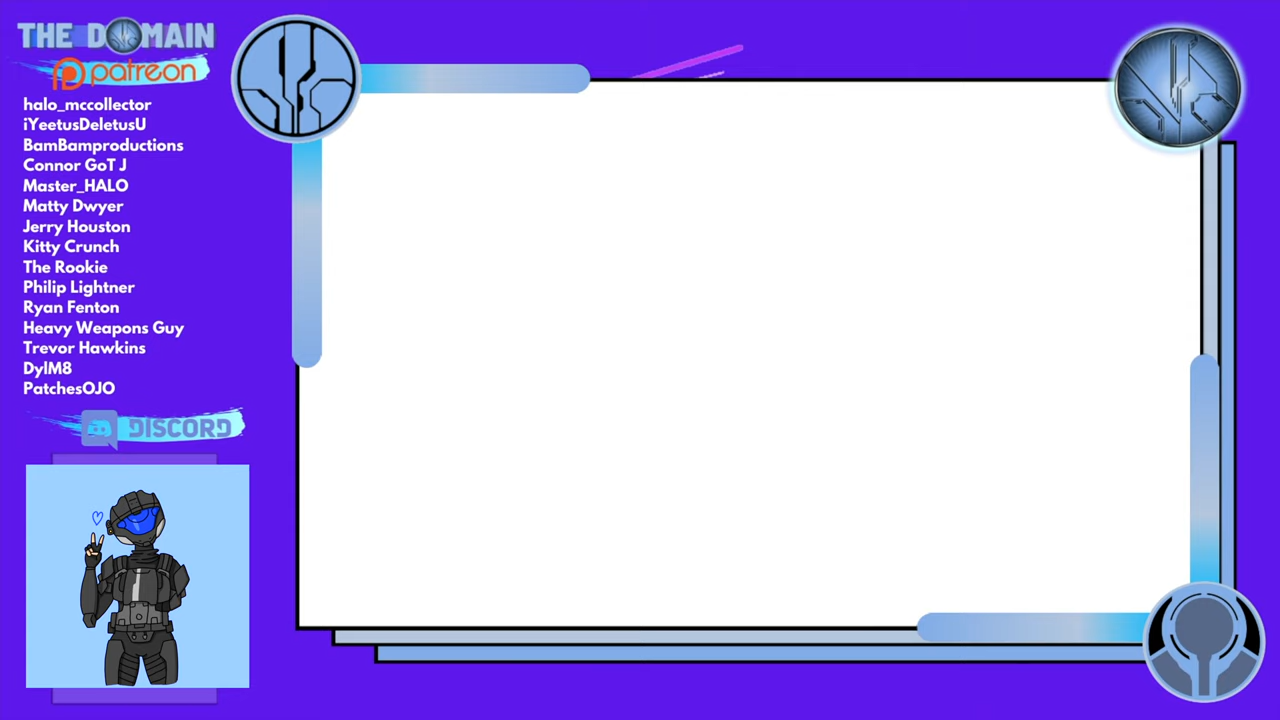 THE DOMAIN
patreon
halo_mccollector
iYeetusDeletusU
BamBamproductions
Connor GoT J
Master_HALO
Matty Dwyer
Jerry Houston
Kitty Crunch
The Rookie
Philip Lightner
Ryan Fenton
Heavy Weapons Guy
Trevor Hawkins
DylM8
PatchesOJO
DISCORD